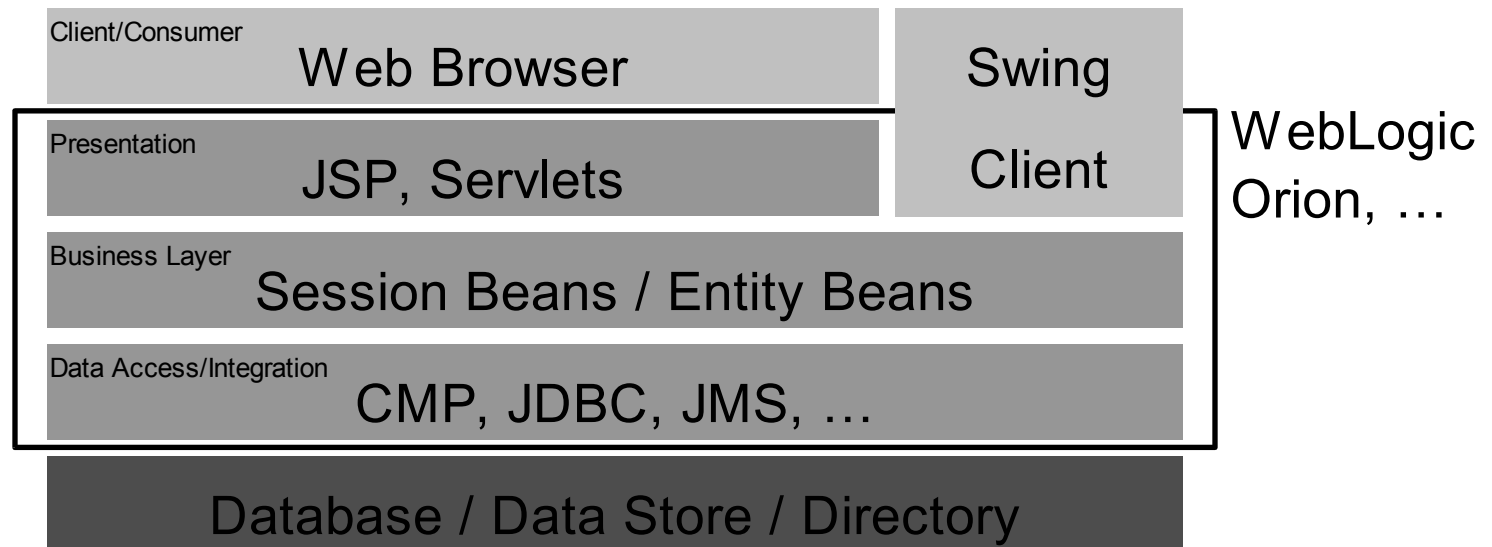 Client/Consumer
Web Browser
Swing
Client
Presentation
JSP, Servlets
WebLogic
Orion, …
Business Layer
Session Beans / Entity Beans
Data Access/Integration
CMP, JDBC, JMS, …
Database / Data Store / Directory